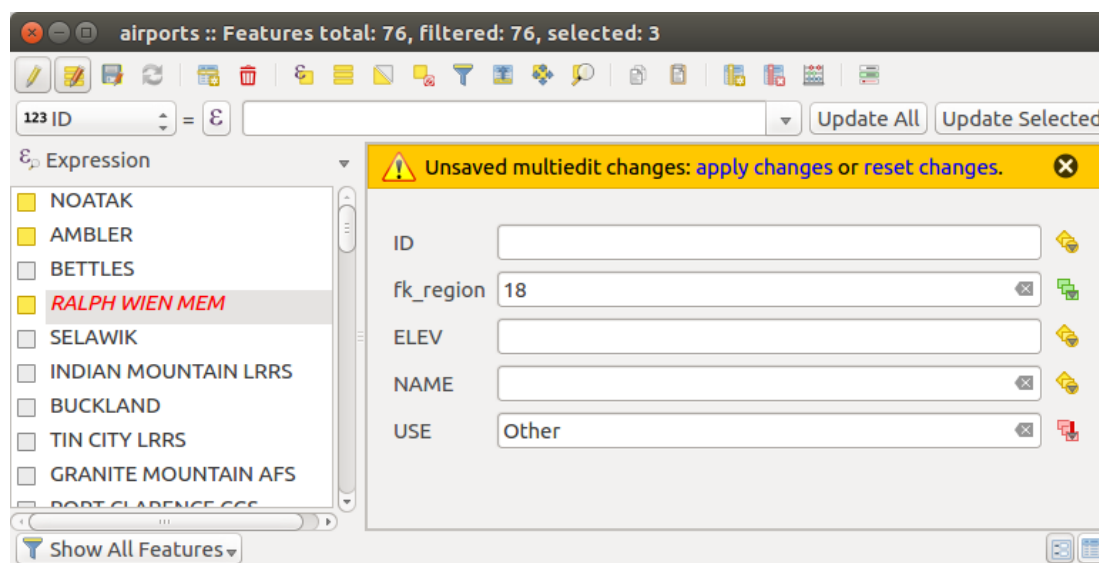 airports :: Features total: 76, filtered: 76, selected: 3
123 ID = ε Update All Update Selected
Expression
Unsaved multiedit changes: apply changes or reset changes.
NOATAK
AMBLER
BETTLES
RALPH WIEN MEM
SELAWIK
INDIAN MOUNTAIN LRRS
BUCKLAND
TIN CITY LRRS
GRANITE MOUNTAIN AFS
ID
fk_region 18
ELEV
NAME
USE Other
Show All Features